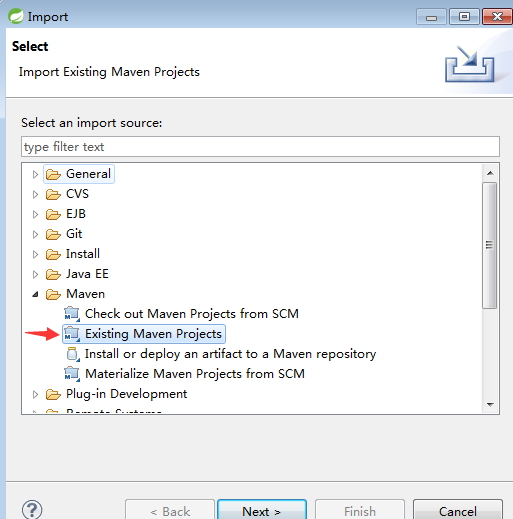 Import
Select
Import Existing Maven Projects
Select an import source:
type filter text
General
CVS
EJB
Git
Install
Java EE
Maven
Check out Maven Projects from SCM
Existing Maven Projects
Install or deploy an artifact to a Maven repository
Materialize Maven Projects from SCM
Plug-in Development
Remote Systems
< Back Next > Finish Cancel